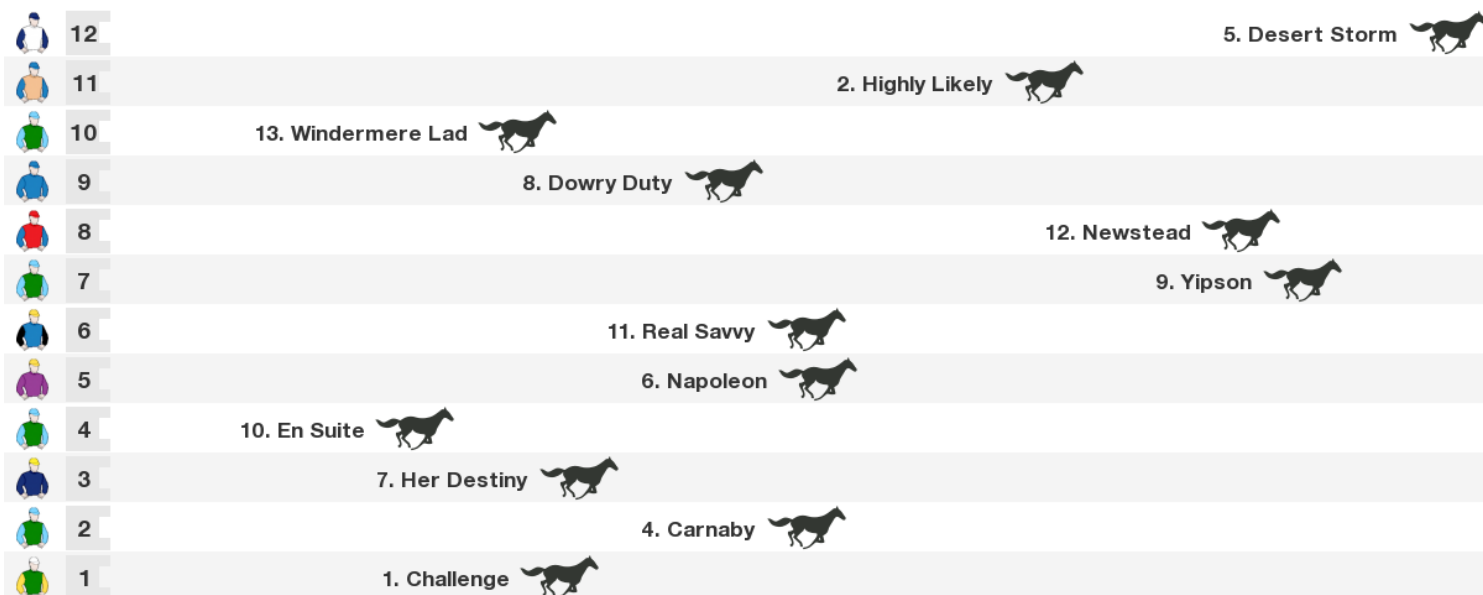 12 5. Desert Storm
11 2. Highly Likely
10 13. Windermere Lad
9 8. Dowry Duty
8 12. Newstead
7 9. Yipson
6 11. Real Savvy
5 6. Napoleon
4 10. En Suite
3 7. Her Destiny
2 4. Carnaby
1 1. Challenge